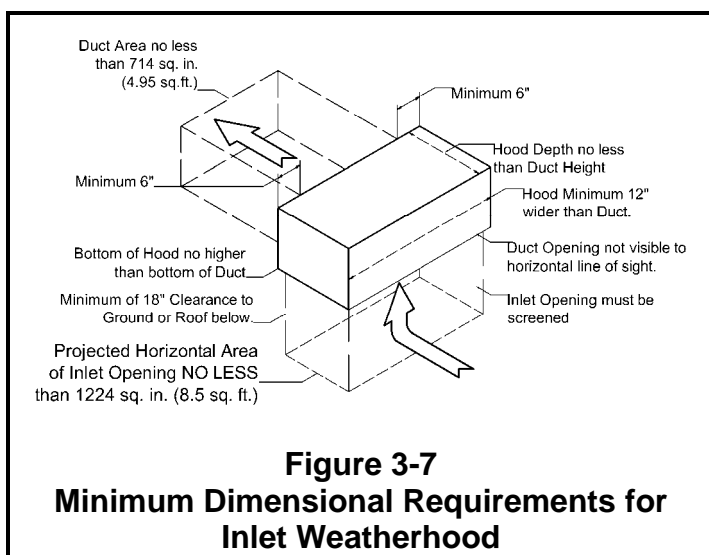 Duct Area no less
than 714 sq. in.
(4.95 sq.ft.)
Minimum 6"
Hood Depth no less
than Duct Height
Minimum 6"
Hood Minimum 12"
wider than Duct.
Bottom of Hood no higher
than bottom of Duct
Duct Opening not visible to
horizontal line of sight.
Minimum of 18" Clearance to
Ground or Roof below.
Inlet Opening must be
screened
Projected Horizontal Area
of Inlet Opening NO LESS
than 1224 sq. in. (8.5 sq. ft.)
Figure 3-7
Minimum Dimensional Requirements for
Inlet Weatherhood